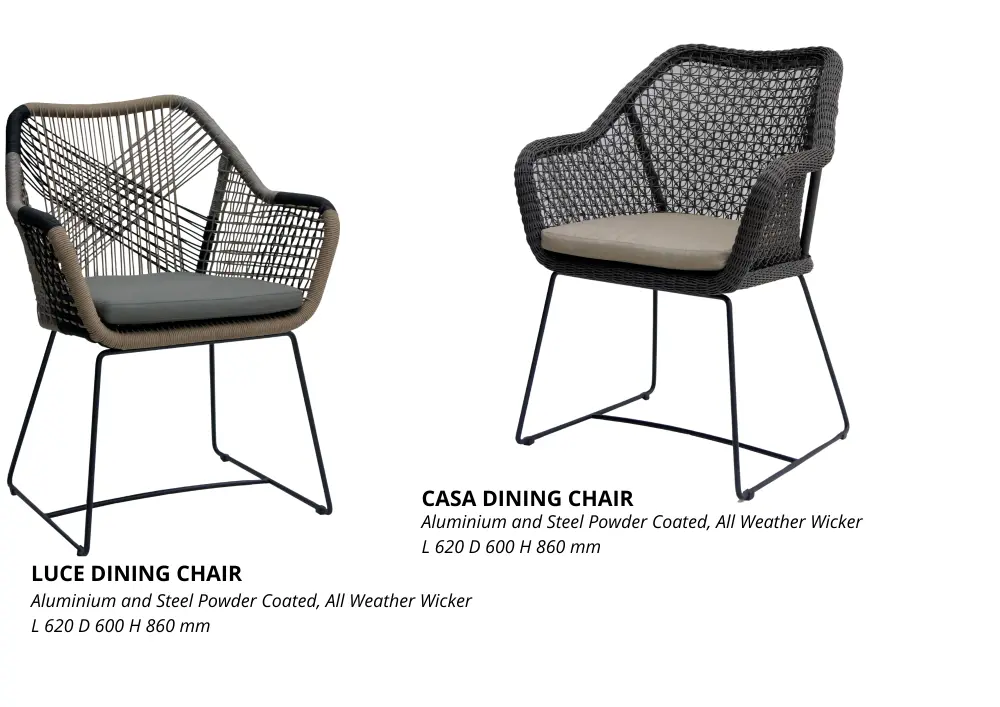 CASA DINING CHAIR
Aluminium and Steel Powder Coated, All Weather Wicker
L 620 D 600 H 860 mm
LUCE DINING CHAIR
Aluminium and Steel Powder Coated, All Weather Wicker
L 620 D 600 H 860 mm